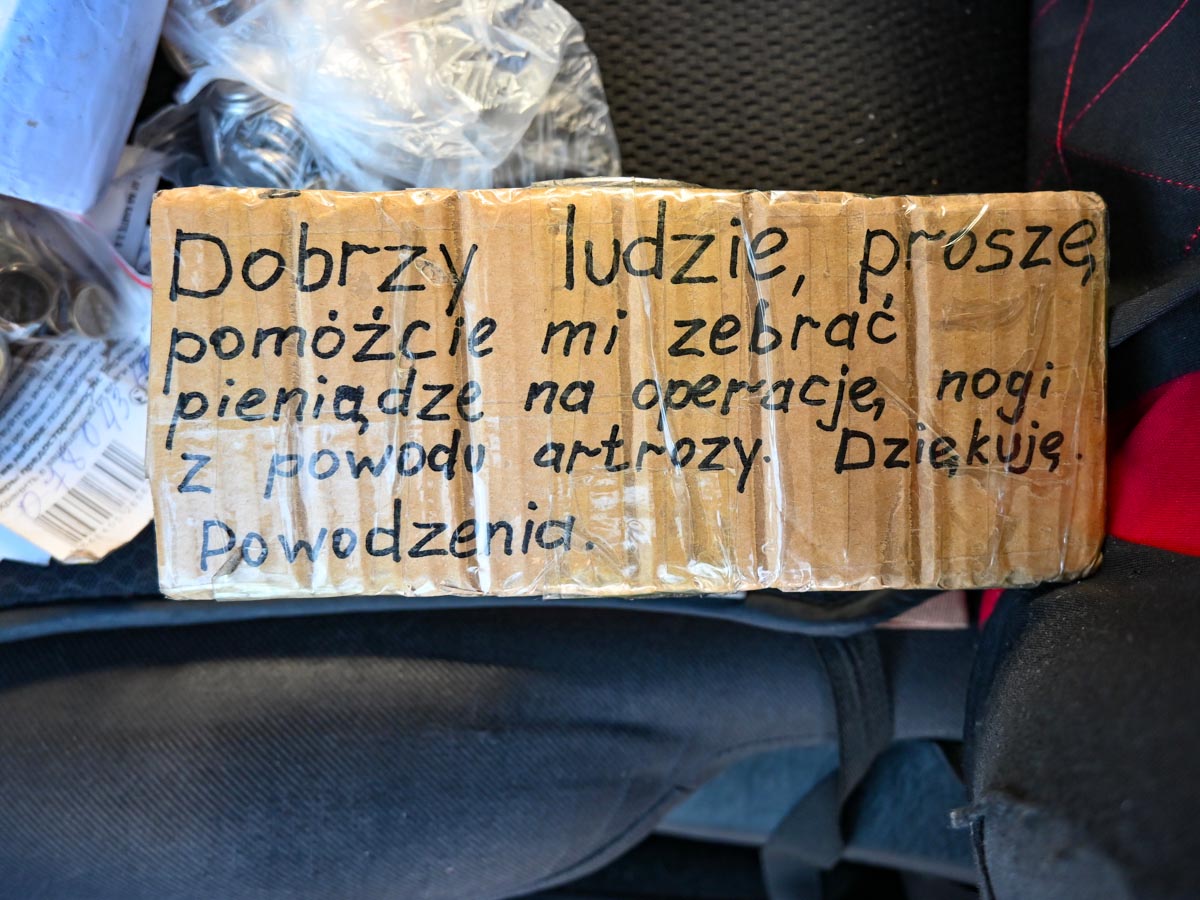 Dobrzy ludzie, proszę
pomóżcie mi zebrać
pieniądze na operację nogi
z powodu artrozy. Dziękuję.
Powodzenia.